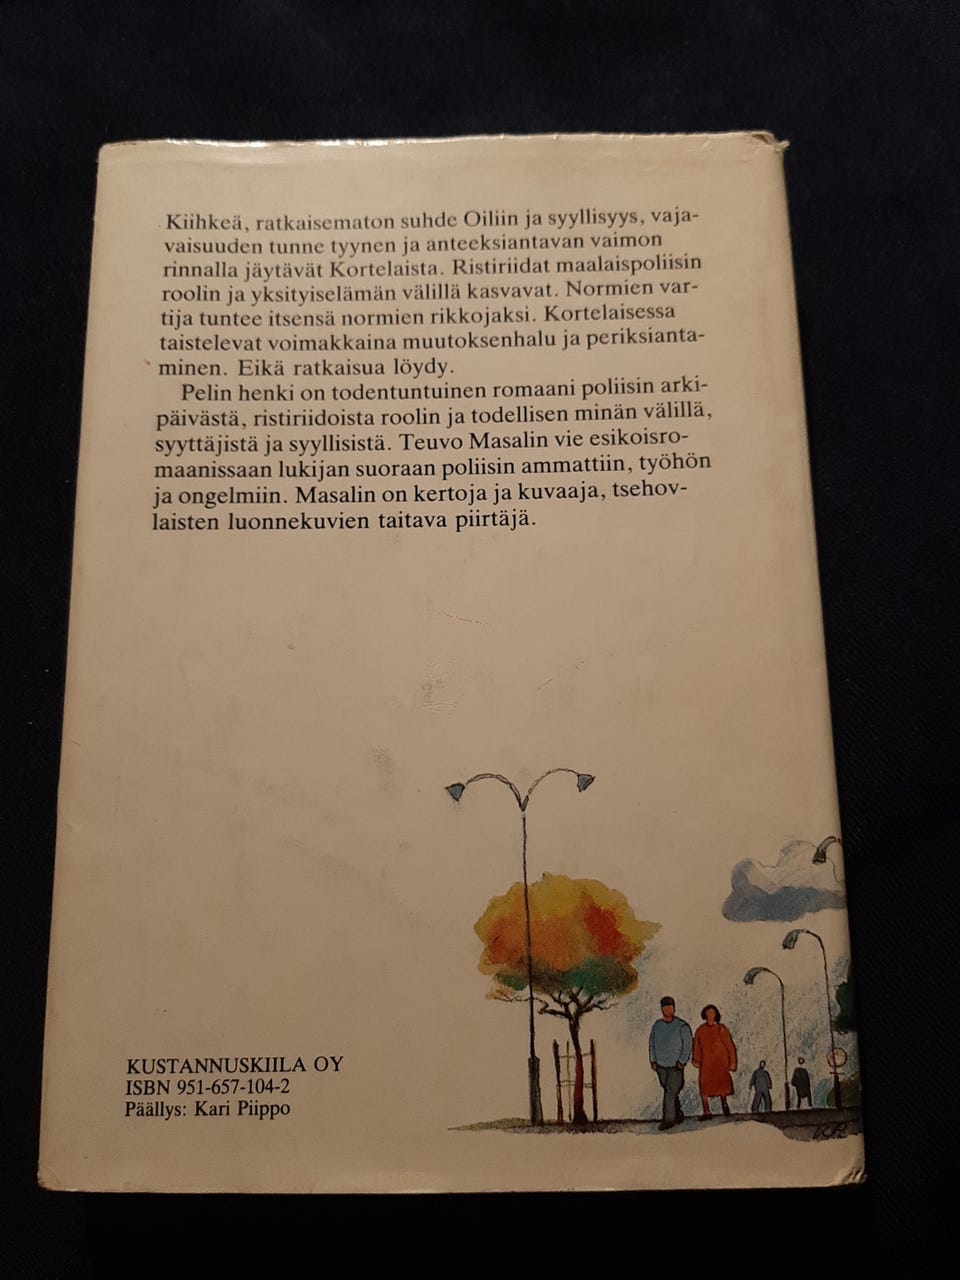 Kiihkeä, ratkaisematon suhde Oiliin ja syyllisyys, vaja-
vaisuuden tunne tyynen ja anteeksiantavan vaimon
rinnalla jäytävät Kortelaista. Ristiriidat maalaispoliisin
roolin ja yksityiselämän välillä kasvavat. Normien var-
tija tuntee itsensä normien rikkojaksi. Kortelaisessa
taistelevat voimakkaina muutoksenhalu ja periksianta-
minen. Eikä ratkaisua löydy.
Pelin henki on todentuntuinen romaani poliisin arki-
päivästä, ristiriidoista roolin ja todellisen minän välillä,
syyttäjistä ja syyllisistä. Teuvo Masalin vie esikoisro-
maanissaan lukijan suoraan poliisin ammattiin, työhön
ja ongelmiin. Masalin on kertoja ja kuvaaja, tsehov-
laisten luonnekuvien taitava piirtäjä.
KUSTANNUSKIILA OY
ISBN 951-657-104-2
Päällys: Kari Piippo